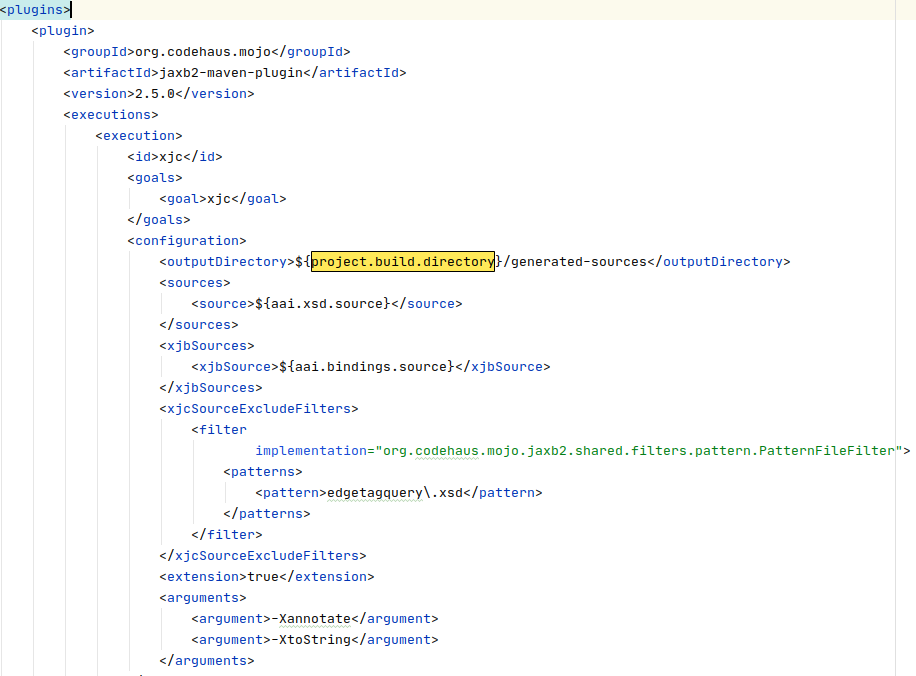 <plugins>
<plugin>
<groupId>org.codehaus.mojo</groupId>
<artifactId>jaxb2-maven-plugin</artifactId>
<version>2.5.0</version>
<executions>
<execution>
<id>xjc</id>
<goals>
<goal>xjc</goal>
</goals>
<configuration>
<outputDirectory>${project.build.directory}/generated-sources</outputDirectory>
<sources>
<source>${aai.xsd.source}</source>
</sources>
<xjbSources>
<xjbSource>${aai.bindings.source}</xjbSource>
</xjbSources>
<xjcSourceExcludeFilters>
<filter
implementation="org.codehaus.mojo.jaxb2.shared.filters.pattern.PatternFileFilter">
<patterns>
<pattern>edgetagquery\.xsd</pattern>
</patterns>
</filter>
</xjcSourceExcludeFilters>
<extension>true</extension>
<arguments>
<argument>-Xannotate</argument>
<argument>-XtoString</argument>
</arguments>